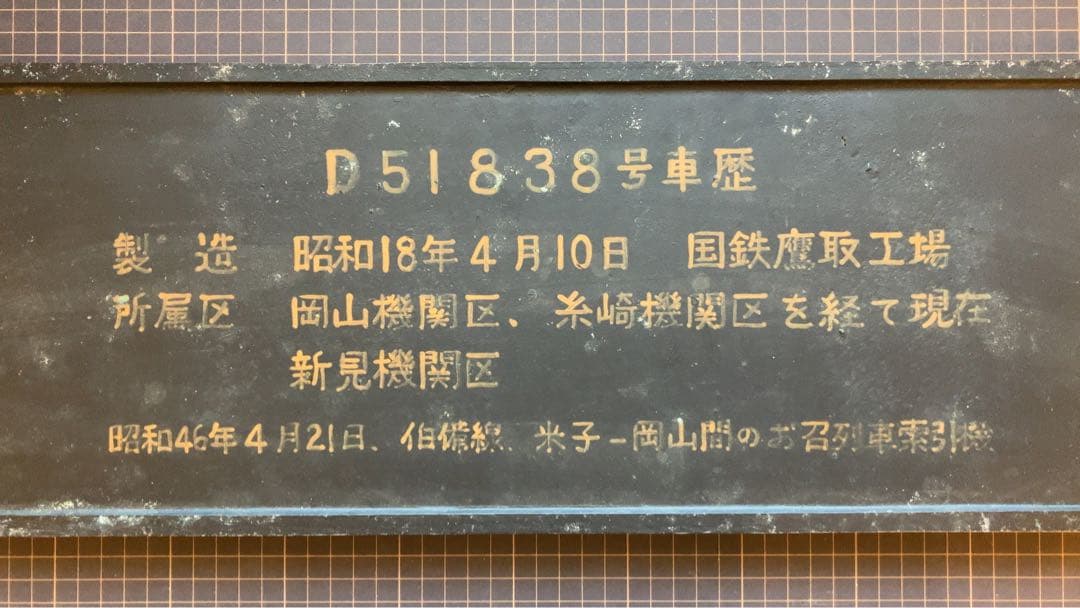 D51838号車歴
製 造 昭和18年4月10日 国鉄鷹取工場
所属区 岡山機関区、糸崎機関区を経て現在
新見機関区
昭和46年4月21日、伯備線、米子-岡山間のお召列車索引機